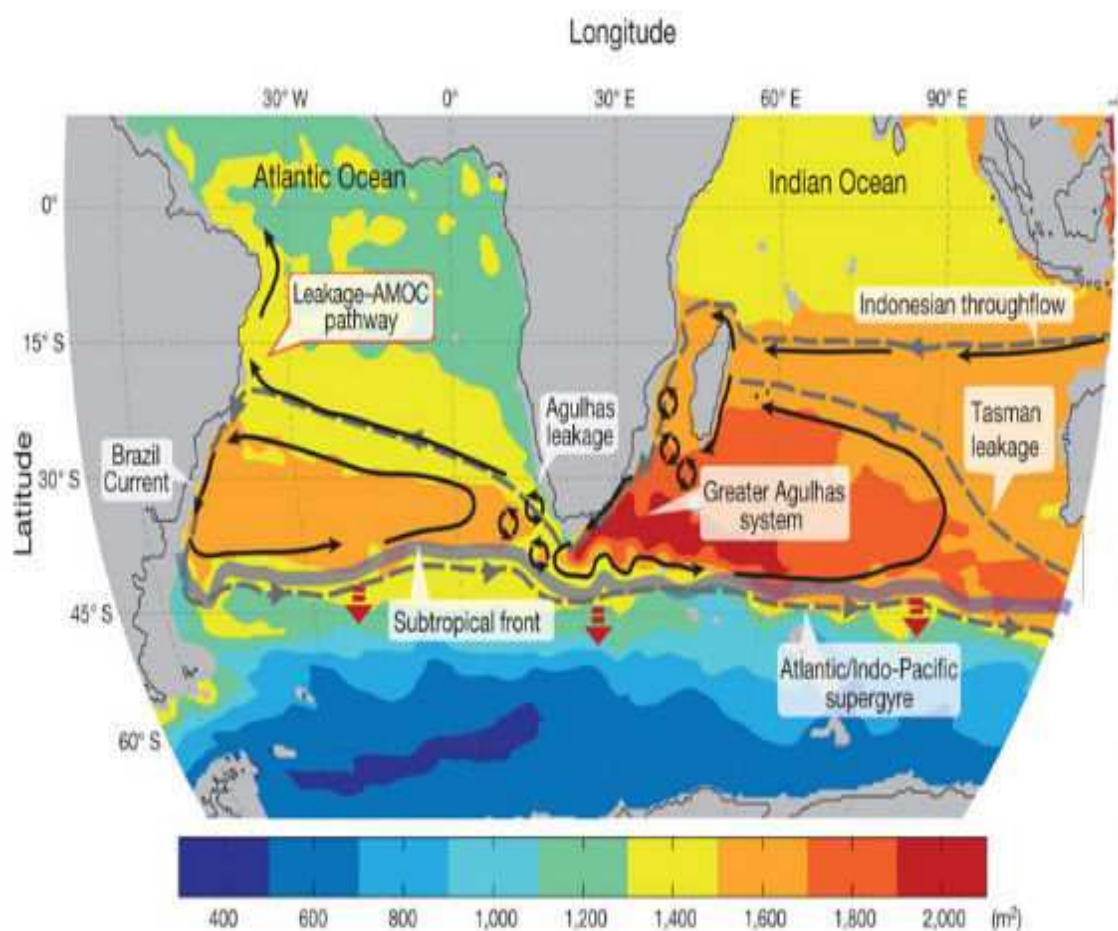 Longitude
30° W 0° 30° E 60° E 90° E
Atlantic Ocean
Indian Ocean
0°
Leakage–AMOC
pathway
Indonesian throughflow
15° S
Agulhas
leakage
Tasman
leakage
Brazil
Current
30° S
Greater Agulhas
system
Latitude
45° S
Subtropical front
Atlantic/Indo-Pacific
supergyre
60° S
400 600 800 1,000 1,200 1,400 1,600 1,800 2,000 (m²)